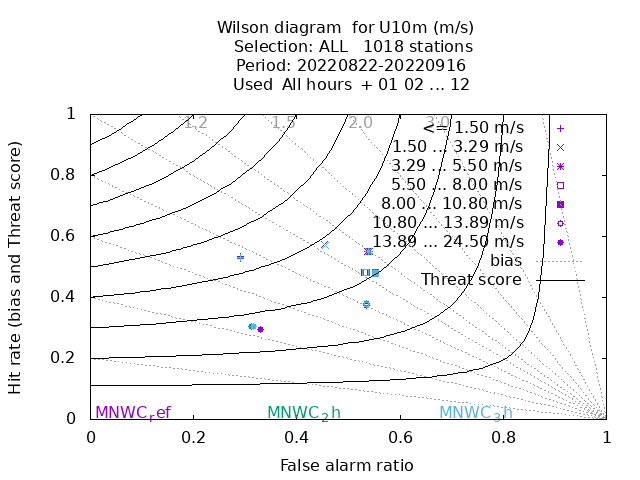 Wilson diagram  for U10m (m/s)
Selection: ALL   1018 stations
Period: 20220822-20220916
Used  All hours  + 01 02 ... 12
Hit rate (bias and Threat score)
1
0.8
0.6
0.4
0.2
0
1.2
1.5
2.0
3.0
<= 1.50 m/s
1.50 ... 3.29 m/s
3.29 ... 5.50 m/s
5.50 ... 8.00 m/s
8.00 ... 10.80 m/s
10.80 ... 13.89 m/s
13.89 ... 24.50 m/s
bias
Threat score
MNWCref
MNWC2h
MNWC3h
0
0.2
0.4
0.6
0.8
1
False alarm ratio